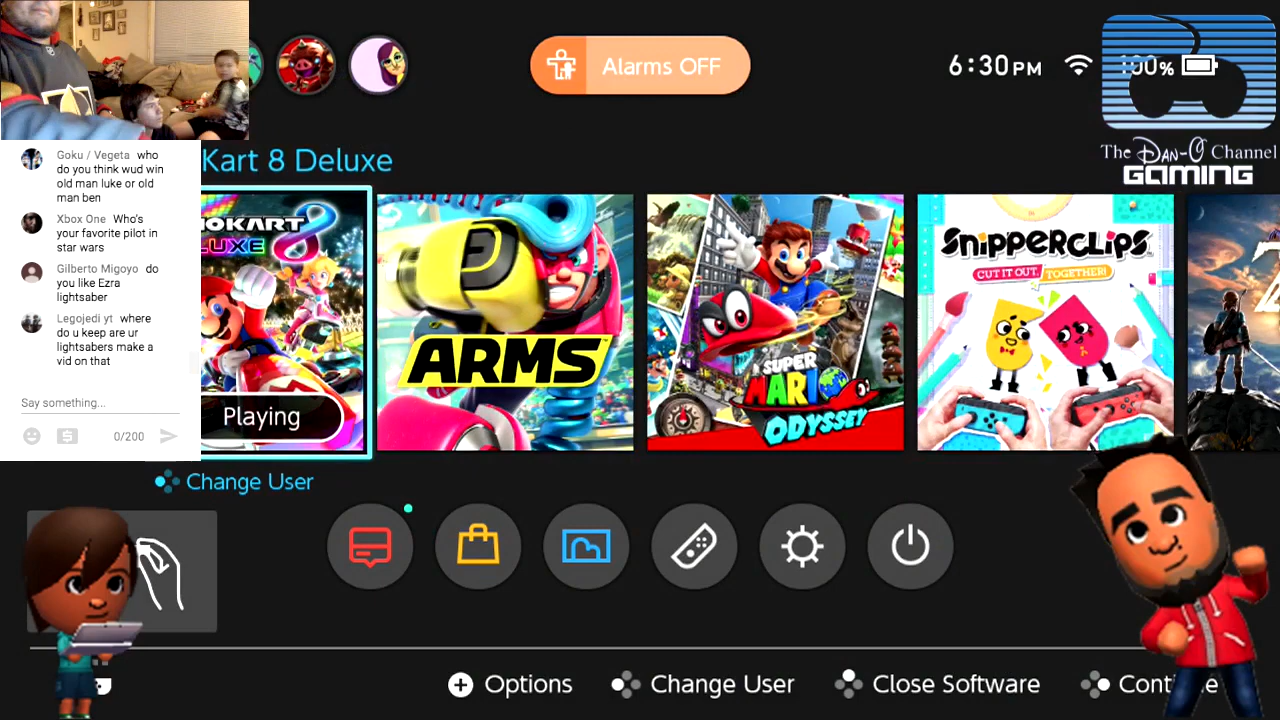 Alarms OFF
6:30PM
100%
The DAN-O Channel
GAMING
Kart 8 Deluxe
Goku / Vegeta who
do you think wud win
old man luke or old
man ben
Xbox One Who's
your favorite pilot in
star wars
Gilberto Migoyo do
you like Ezra
lightsaber
Legojedi yt where
do u keep are ur
lightsabers make a
vid on that
Say something...
0/200
IOKART 8
LUXE
Playing
ARMS
SUPER
MARIO
ODYSSEY
SNIPPERCLIPS
CUT IT OUT, TOGETHER!
Change User
Options
Change User
Close Software